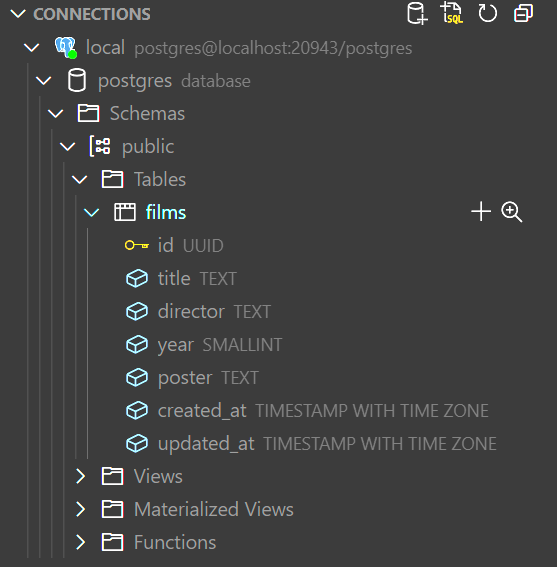 CONNECTIONS SQL
local postgres@localhost:20943/postgres
postgres database
Schemas
public
Tables
films
id UUID
title TEXT
director TEXT
year SMALLINT
poster TEXT
created_at TIMESTAMP WITH TIME ZONE
updated_at TIMESTAMP WITH TIME ZONE
Views
Materialized Views
Functions